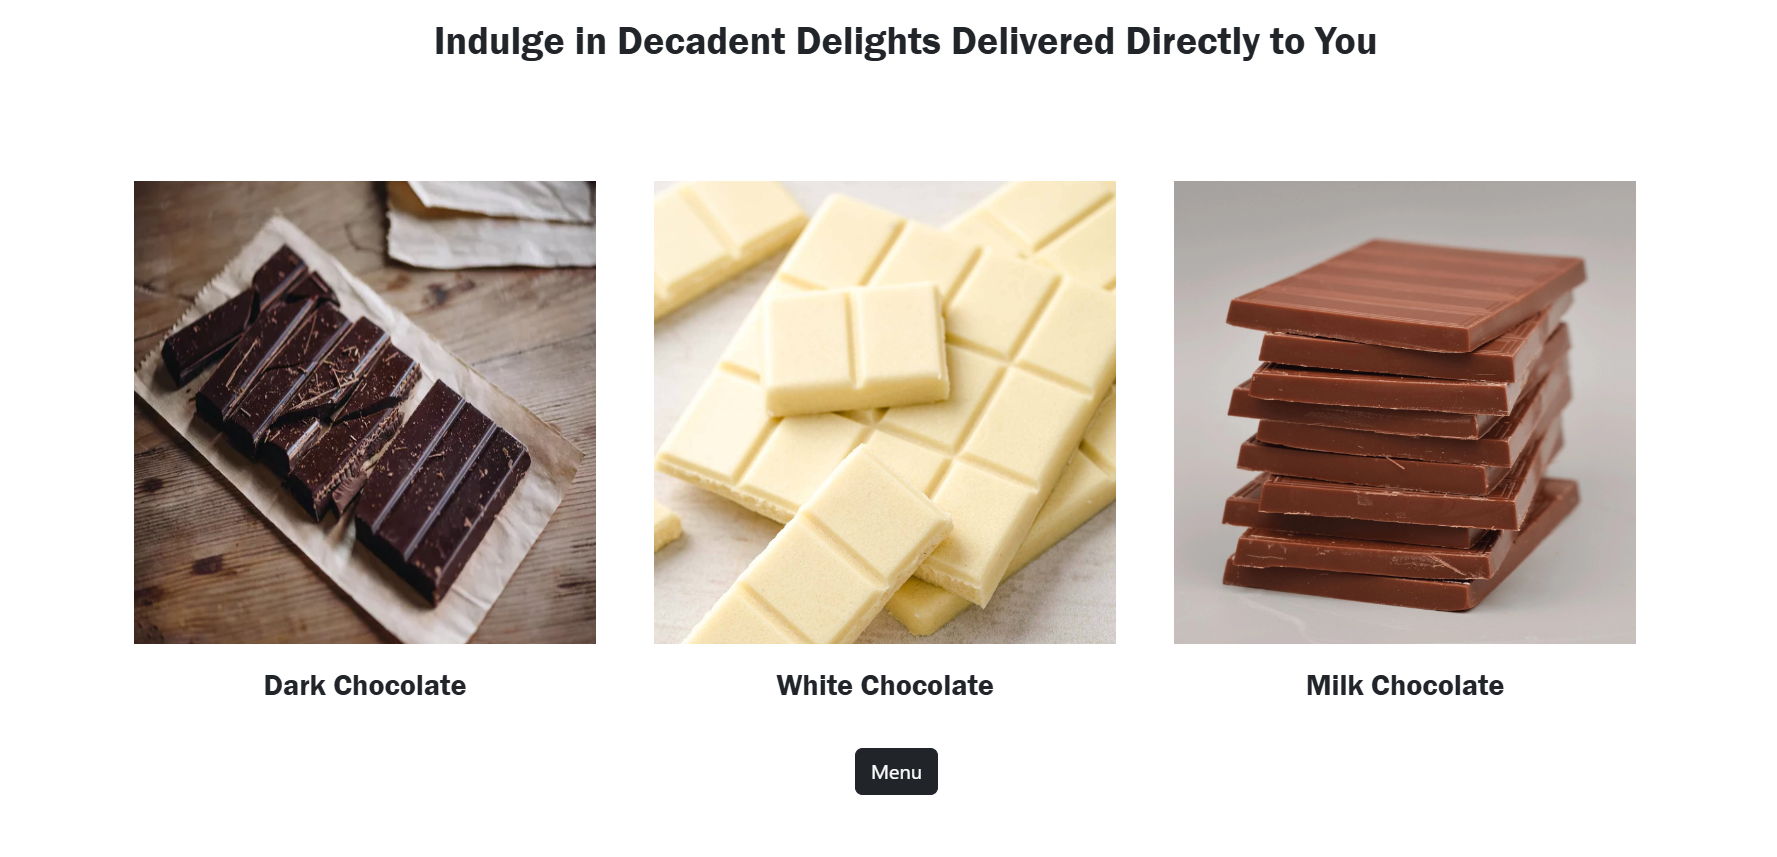 Indulge in Decadent Delights Delivered Directly to You
Dark Chocolate
White Chocolate
Milk Chocolate
Menu